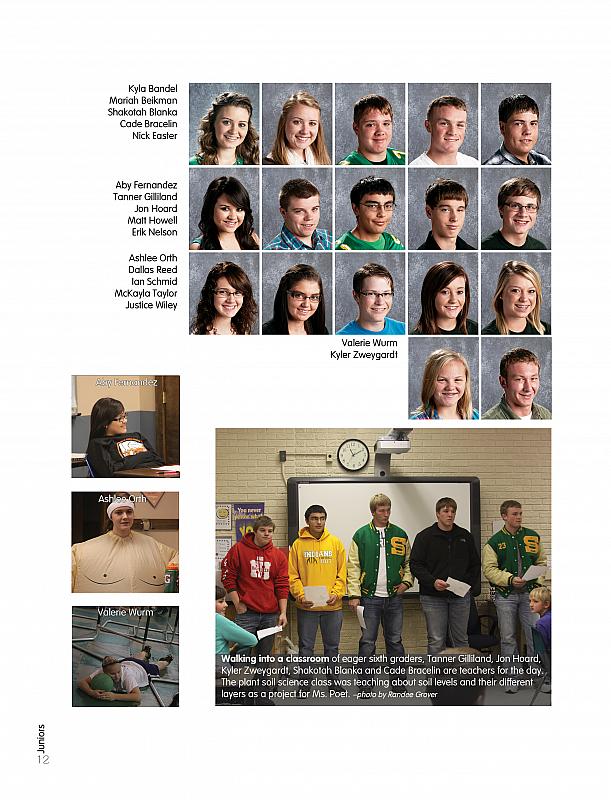 Kyla Bandel
Mariah Beikman
Shakotah Blanka
Cade Bracelin
Nick Easter
Aby Fernandez
Tanner Gilliland
Jon Hoard
Matt Howell
Erik Nelson
Ashlee Orth
Dallas Reed
Ian Schmid
McKayla Taylor
Justice Wiley
Valerie Wurm
Kyler Zweygardt
Aby Fernandez
Ashlee Orth
Valerie Wurm
You never
INDIANS
S
23
Walking into a classroom of eager sixth graders, Tanner Gilliland, Jon Hoard,
Kyler Zweygardt, Shakotah Blanka and Cade Bracelin are teachers for the day.
The plant soil science class was teaching about soil levels and their different
layers as a project for Ms. Poet. –photo by Randee Grover
Juniors
12